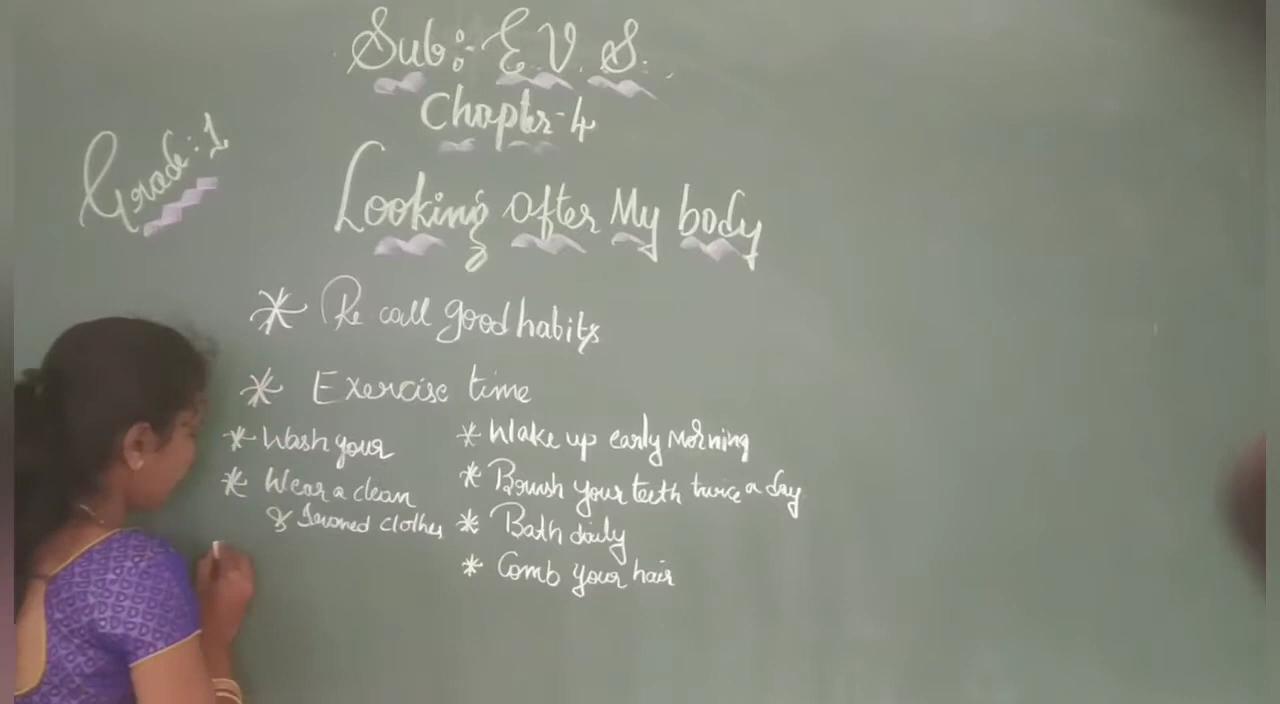 Sub:- E.V.S.
Chapter-4
Grade:1
Looking after My body
* Re call good habits
* Exercise time
* Wash your
* Wear a clean
& Ironed clothes
* Wake up early Morning
* Brush your teeth twice a day
* Bath daily
* Comb your hair